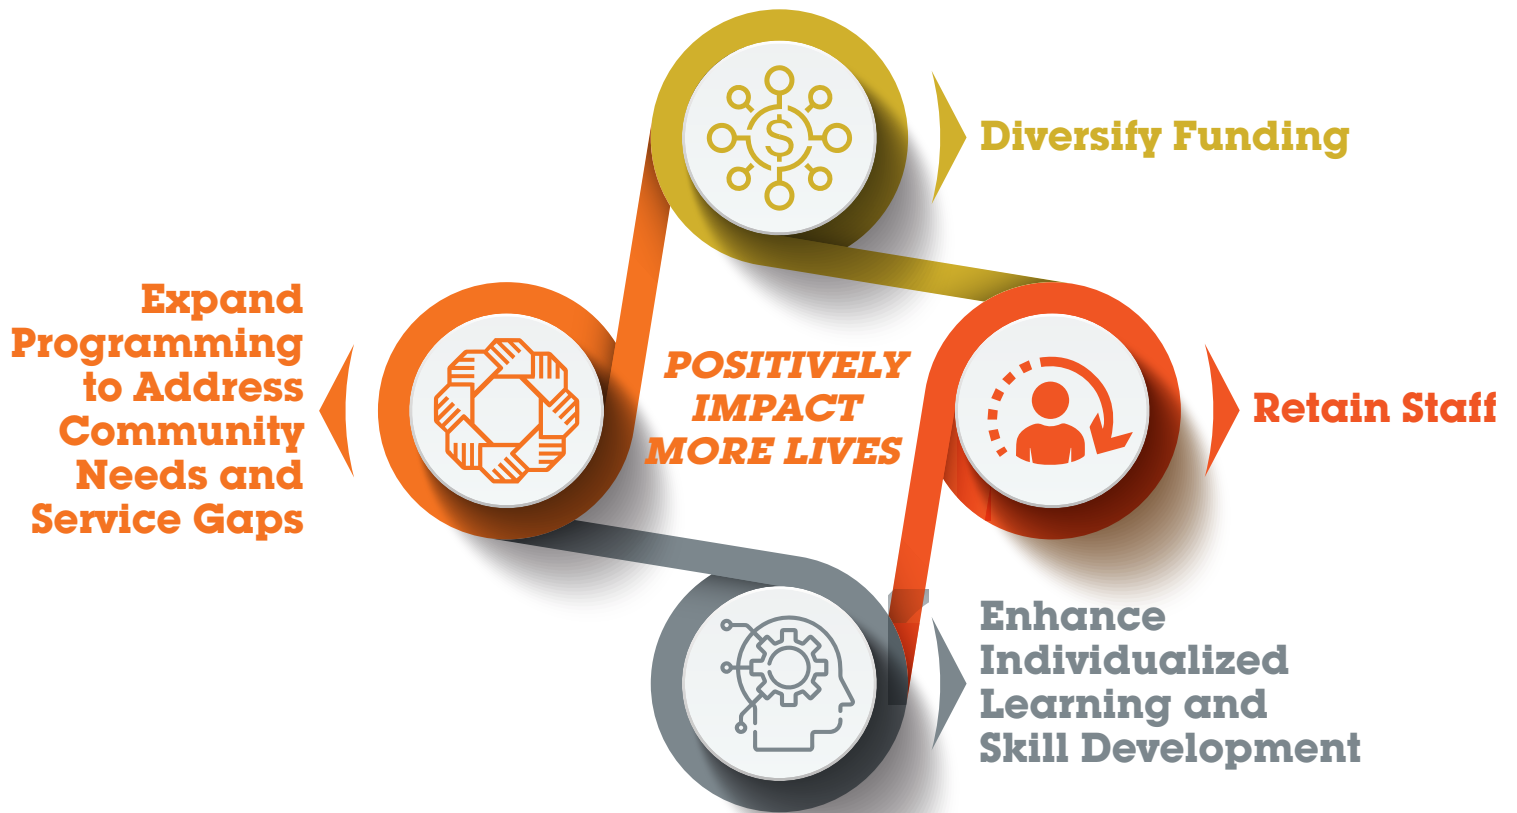 Diversify Funding
Expand
Programming
to Address
Community
Needs and
Service Gaps
POSITIVELY
IMPACT
MORE LIVES
Retain Staff
Enhance
Individualized
Learning and
Skill Development
$